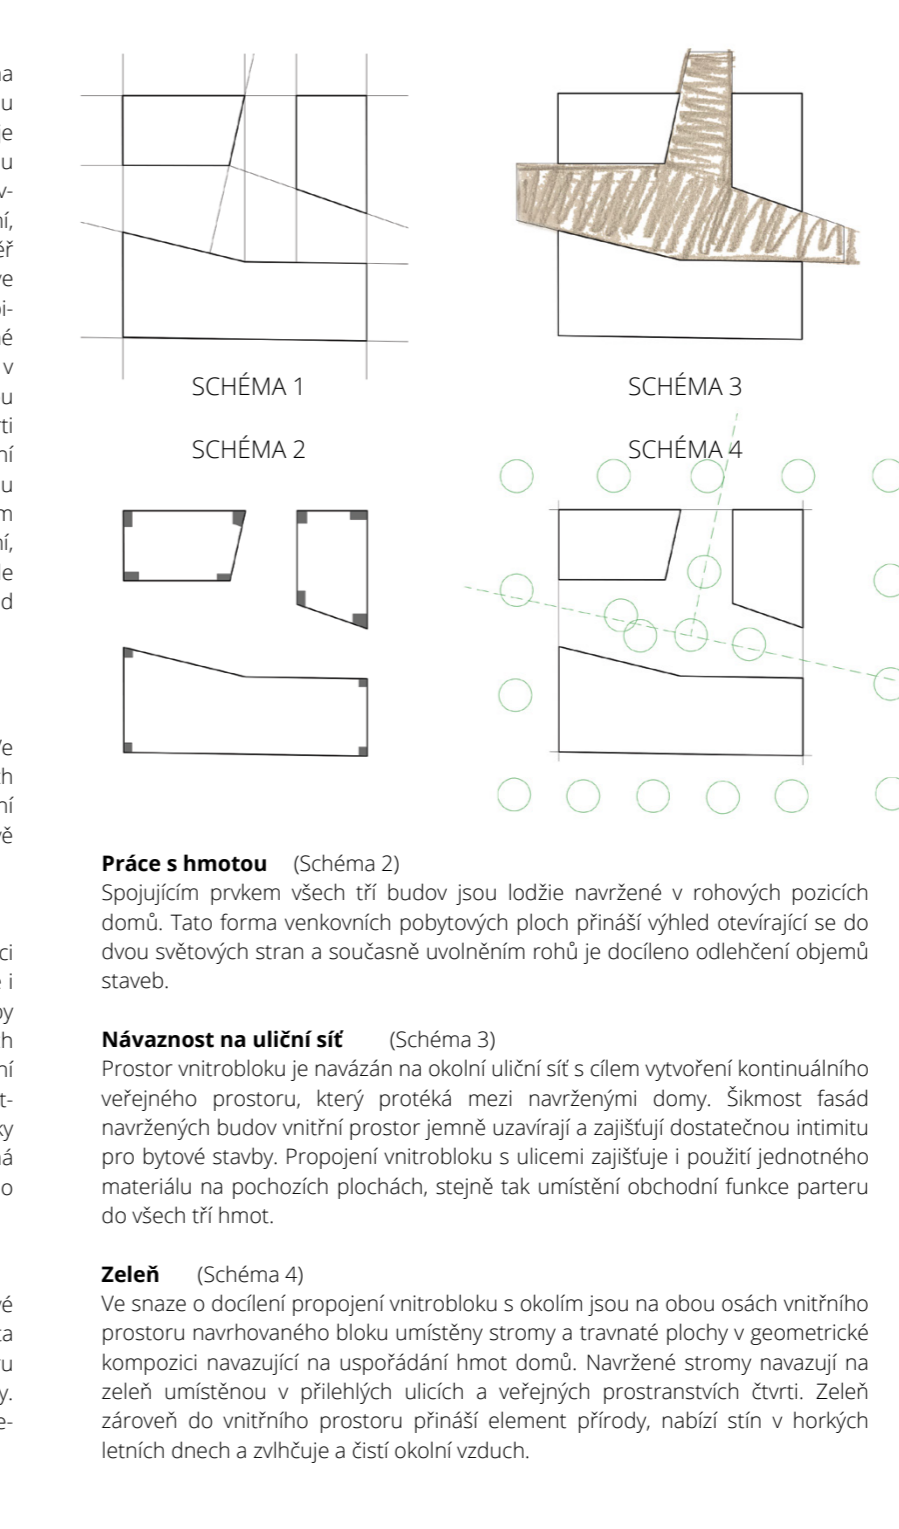 SCHÉMA 1
SCHÉMA 3
SCHÉMA 2
SCHÉMA 4
Práce s hmotou (Schéma 2)
Spojujícím prvkem všech tří budov jsou lodžie navržené v rohových pozicích
domů. Tato forma venkovních pobytových ploch přináší výhled otevírající se do
dvou světových stran a současně uvolněním rohů je docíleno odlehčení objemů
staveb.
Návaznost na uliční síť (Schéma 3)
Prostor vnitrobloku je navázán na okolní uliční síť s cílem vytvoření kontinuálního
veřejného prostoru, který protéká mezi navrženými domy. Šikmost fasád
navržených budov vnitřní prostor jemně uzavírají a zajišťují dostatečnou intimitu
pro bytové stavby. Propojení vnitrobloku s ulicemi zajišťuje i použití jednotného
materiálu na pochozích plochách, stejně tak umístění obchodní funkce parteru
do všech tří hmot.
Zeleň (Schéma 4)
Ve snaze o docílení propojení vnitrobloku s okolím jsou na obou osách vnitřního
prostoru navrhovaného bloku umístěny stromy a travnaté plochy v geometrické
kompozici navazující na uspořádání hmot domů. Navržené stromy navazují na
zeleň umístěnou v přilehlých ulicích a veřejných prostranstvích čtvrti. Zeleň
zároveň do vnitřního prostoru přináší element přírody, nabízí stín v horkých
letních dnech a zvlhčuje a čistí okolní vzduch.